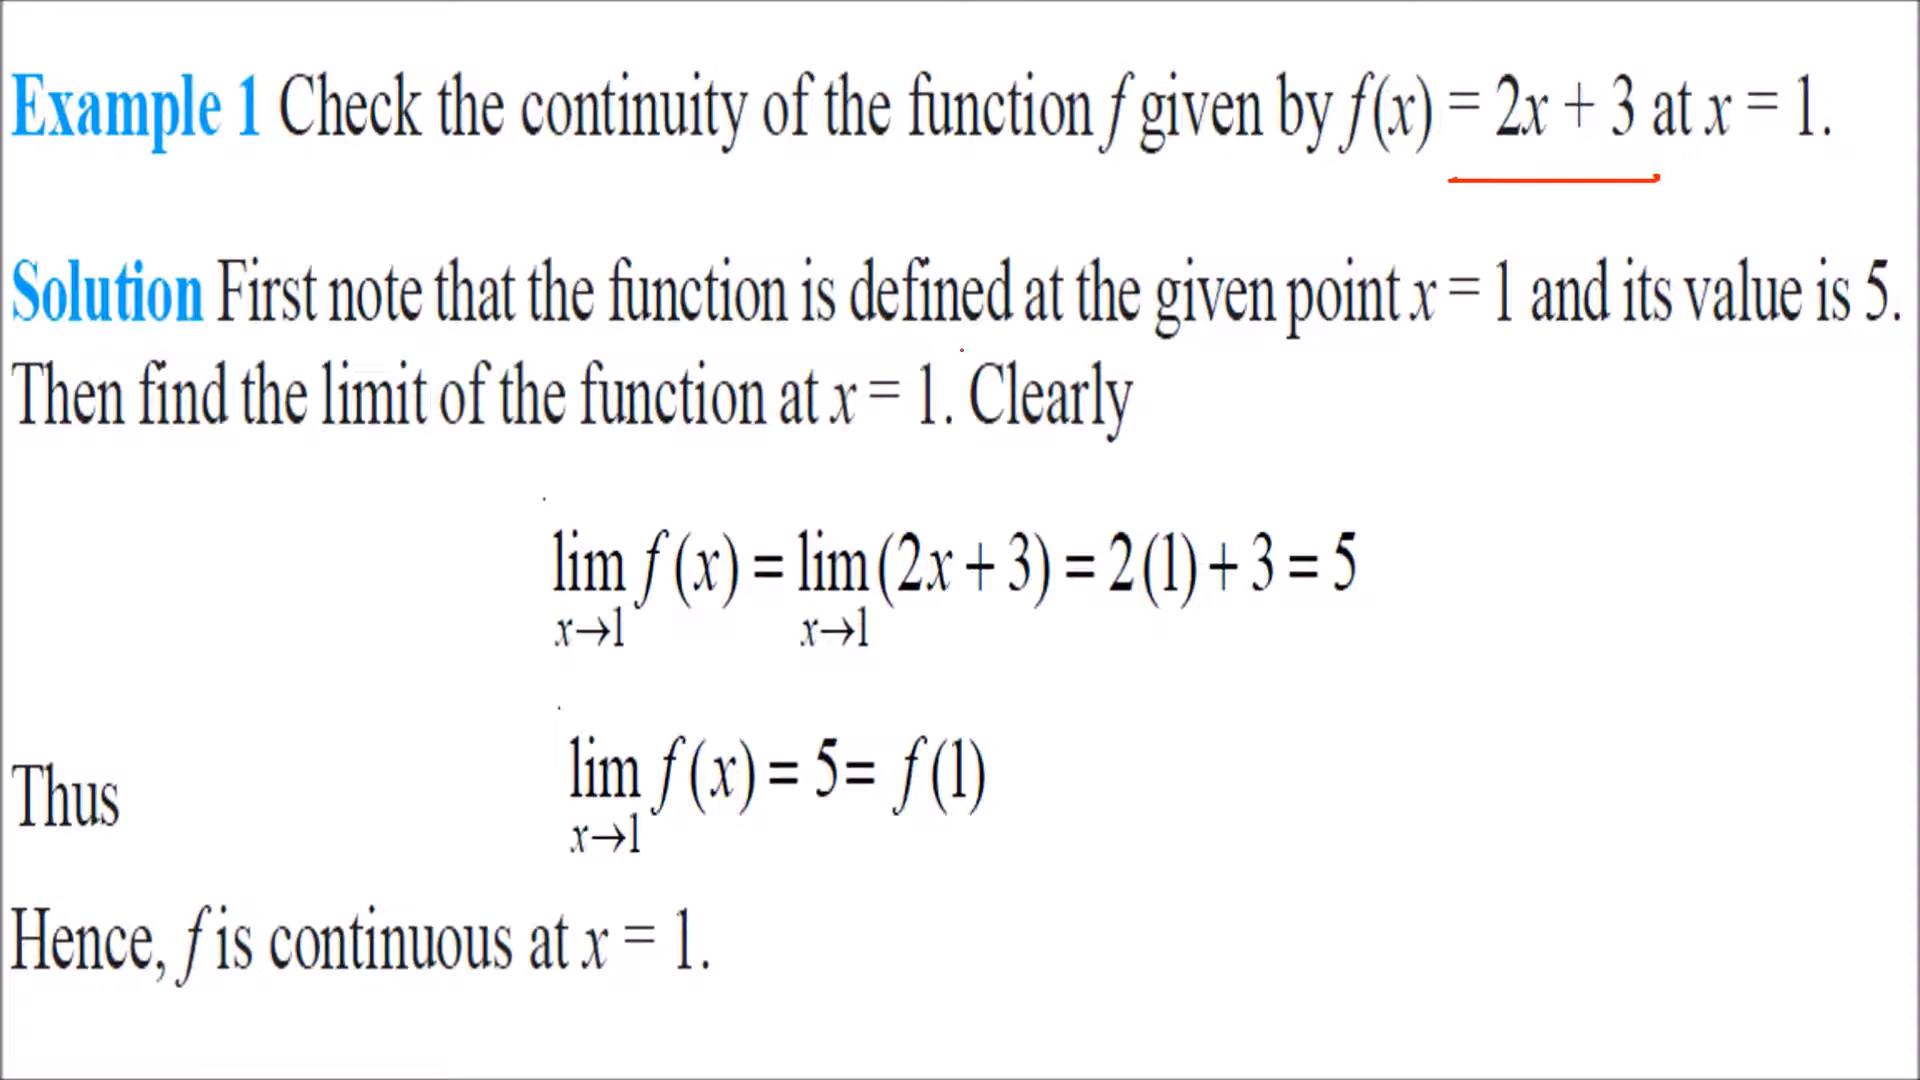 Example 1 Check the continuity of the function f given by f(x) = 2x + 3 at x = 1.
Solution First note that the function is defined at the given point x = 1 and its value is 5.
Then find the limit of the function at x = 1. Clearly
lim f(x) = lim (2x + 3) = 2(1) + 3 = 5
x→1 x→1
Thus lim f(x) = 5 = f(1)
x→1
Hence, f is continuous at x = 1.